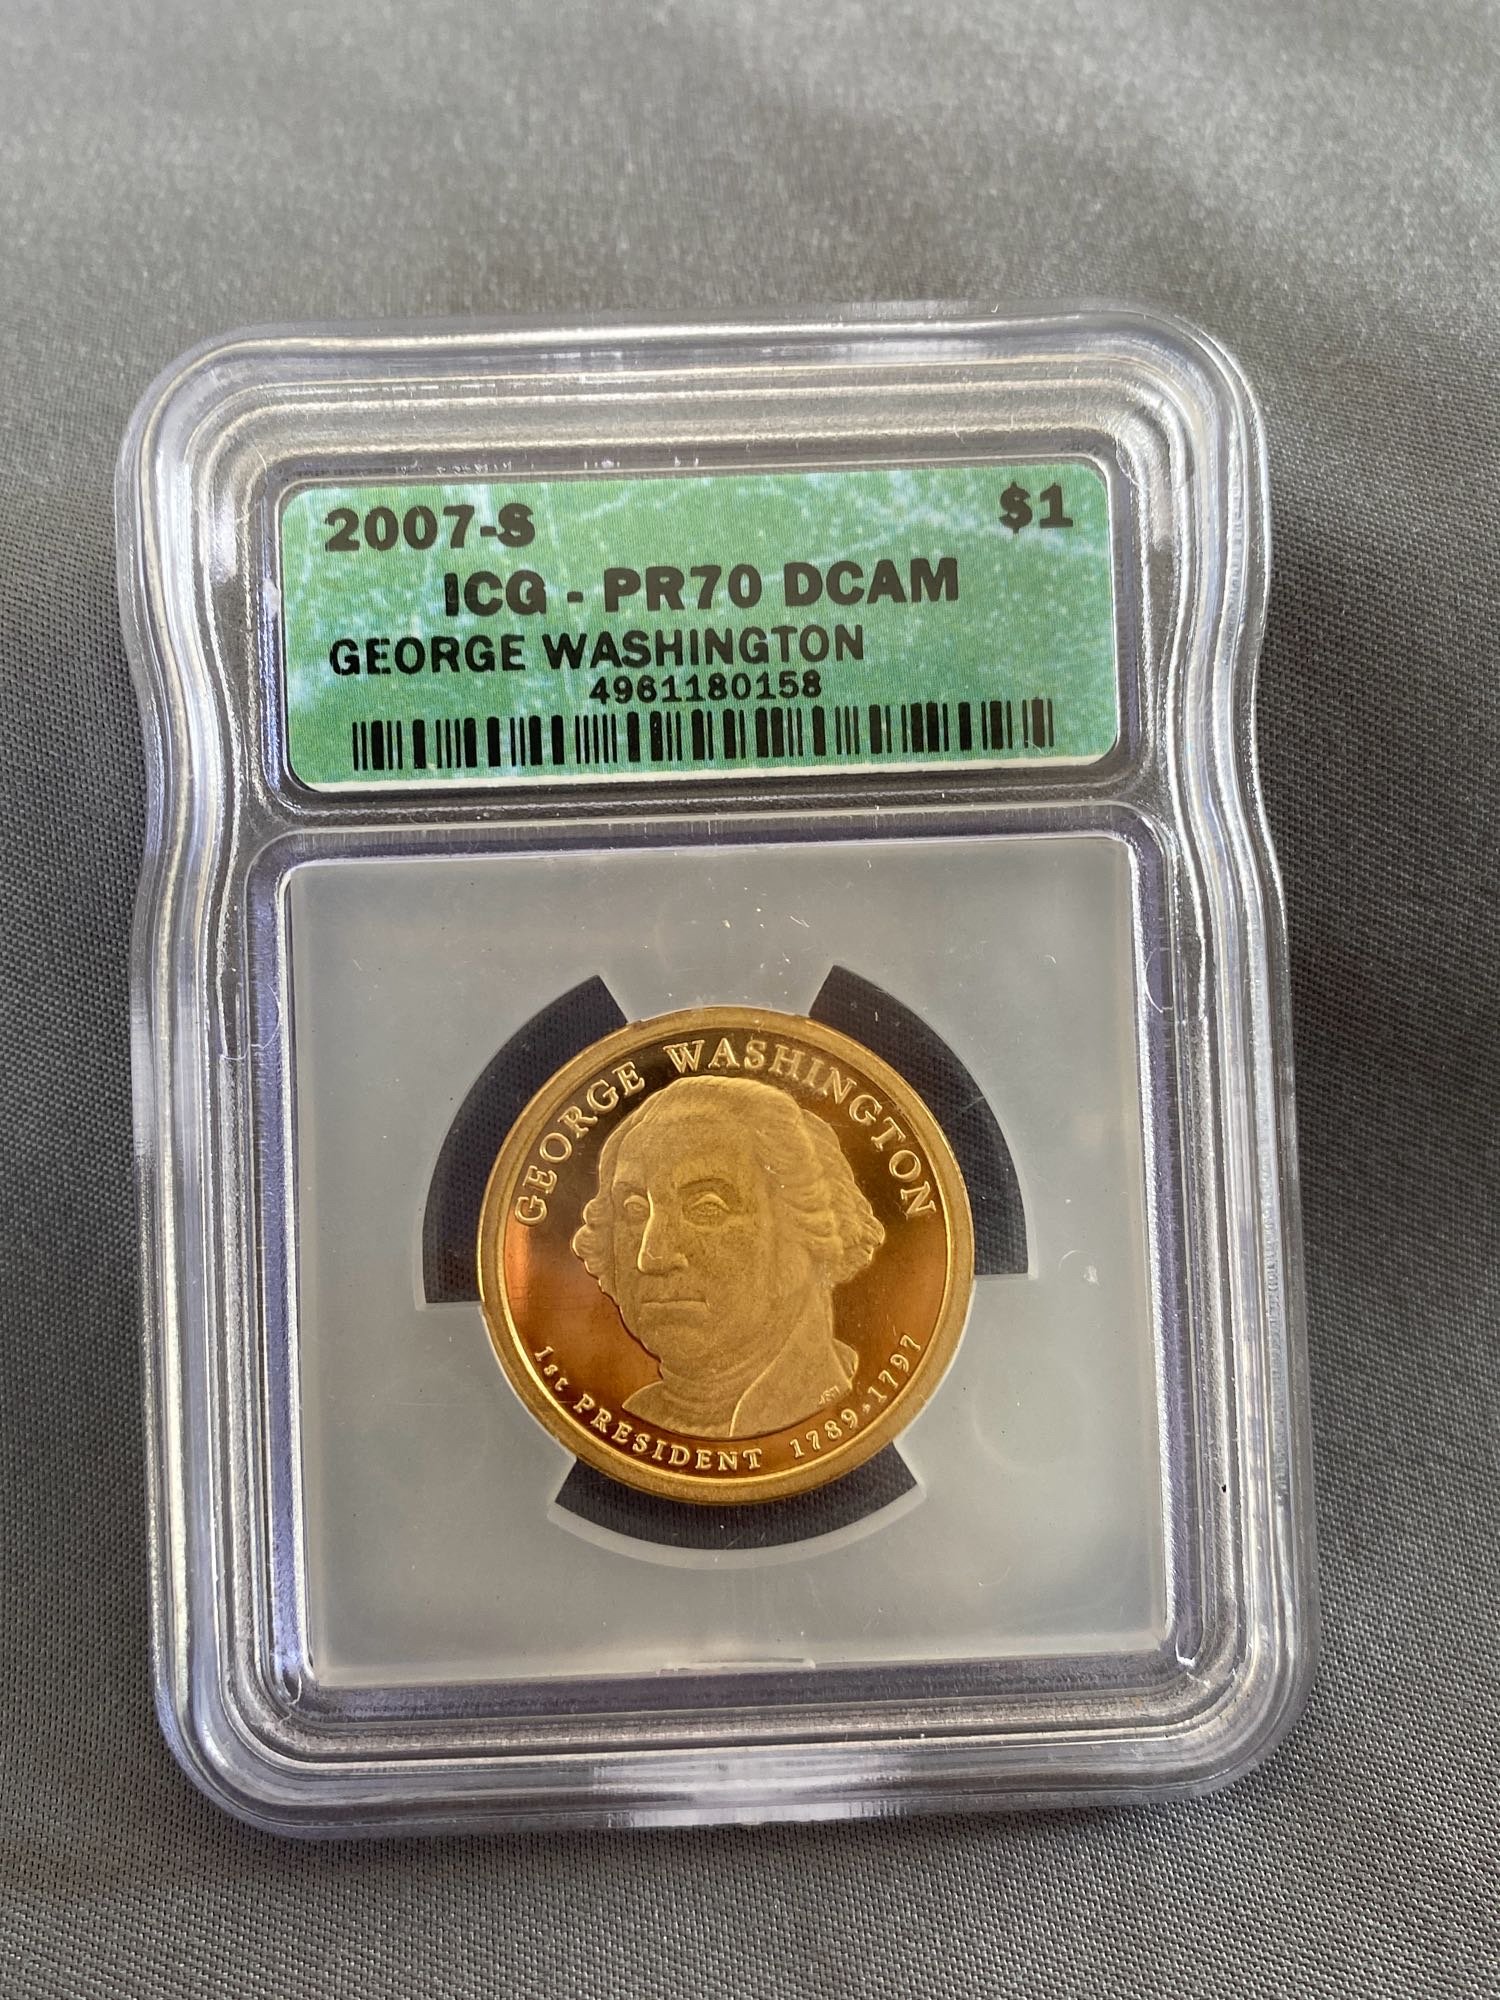 2007-S $1
ICG - PR70 DCAM
GEORGE WASHINGTON
4961180158
GEORGE WASHINGTON
1st PRESIDENT 1789-1797